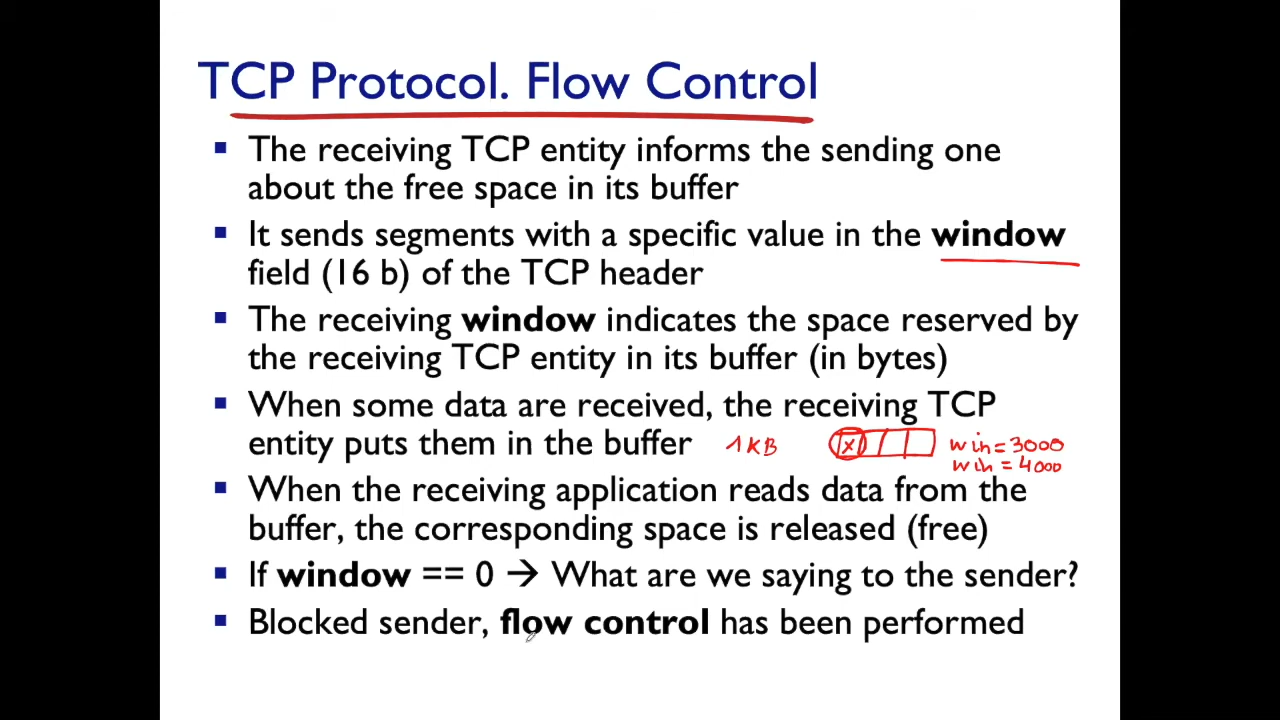 TCP Protocol. Flow Control
▪ The receiving TCP entity informs the sending one
about the free space in its buffer
▪ It sends segments with a specific value in the window
field (16 b) of the TCP header
▪ The receiving window indicates the space reserved by
the receiving TCP entity in its buffer (in bytes)
▪ When some data are received, the receiving TCP
entity puts them in the buffer 1KB x win=3000
win=4000
▪ When the receiving application reads data from the
buffer, the corresponding space is released (free)
▪ If window == 0 → What are we saying to the sender?
▪ Blocked sender, flow control has been performed